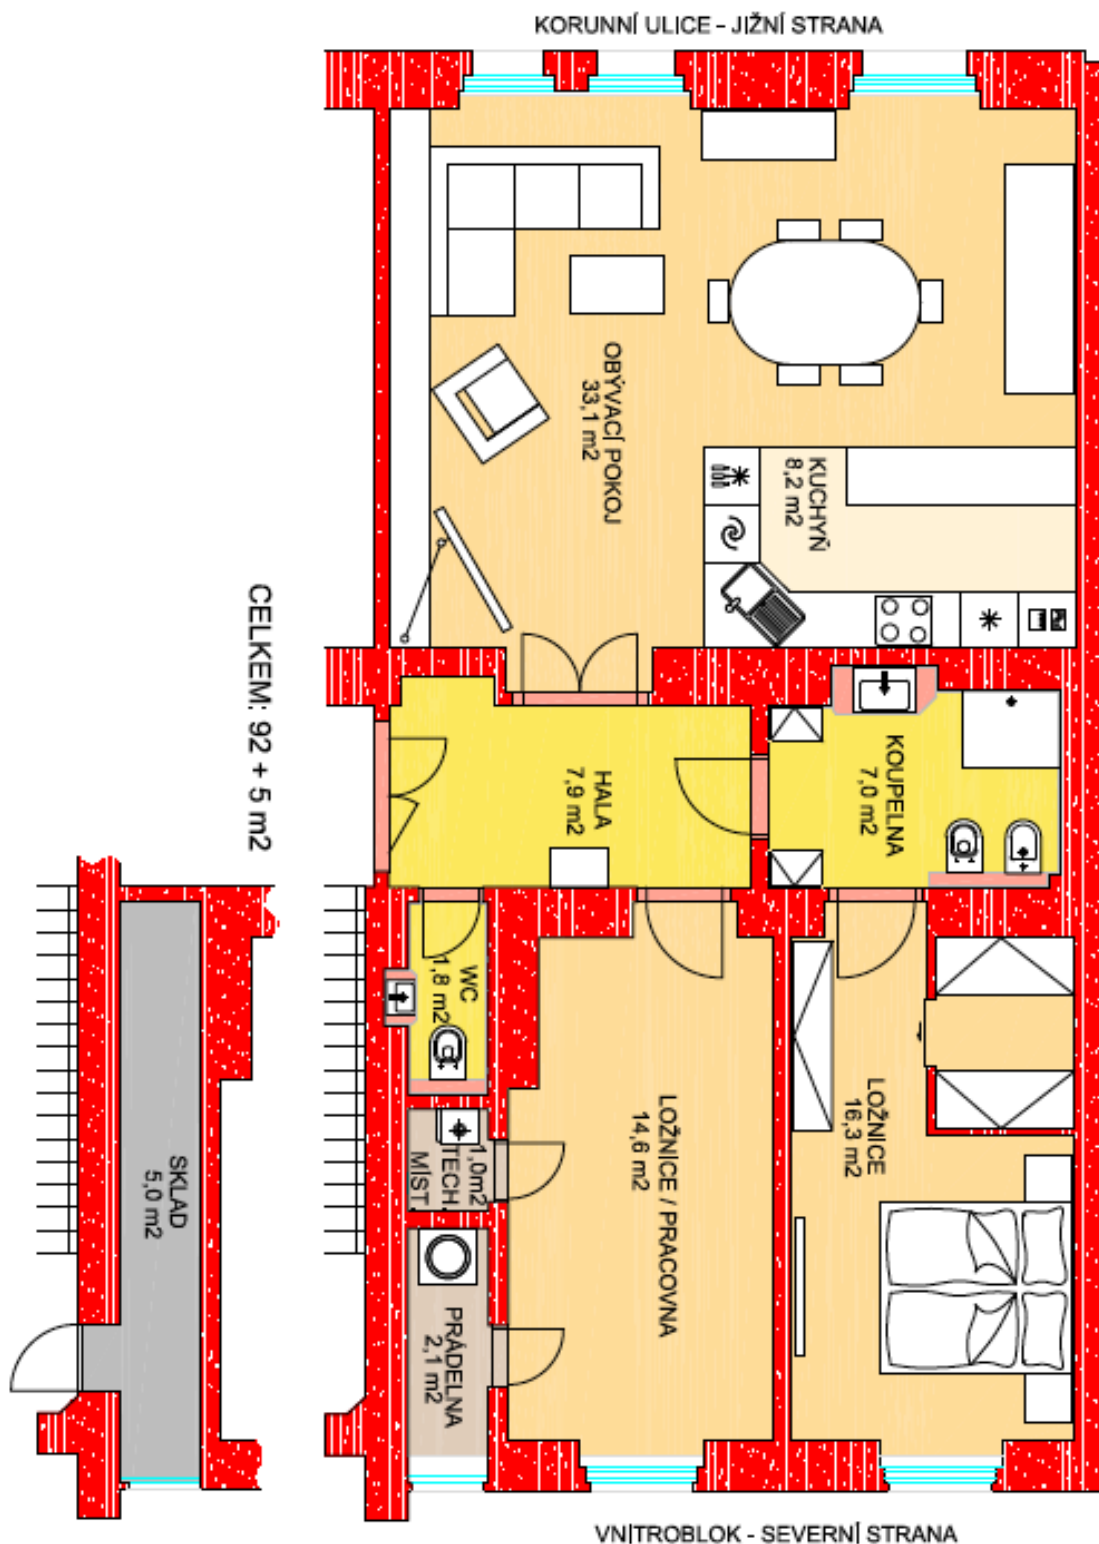 KORUNNÍ ULICE - JIŽNÍ STRANA
OBÝVACÍ POKOJ
33,1 m2
KUCHYŇ
8,2 m2
CELKEM: 92 + 5 m2
HALA
7,9 m2
KOUPELNA
7,0 m2
WC
1,8 m2
1,0m2
TECH.
MÍST
PRÁDELNA
2,1 m2
LOŽNICE / PRACOVNA
14,6 m2
LOŽNICE
16,3 m2
SKLAD
5,0 m2
VNITROBLOK - SEVERNÍ STRANA